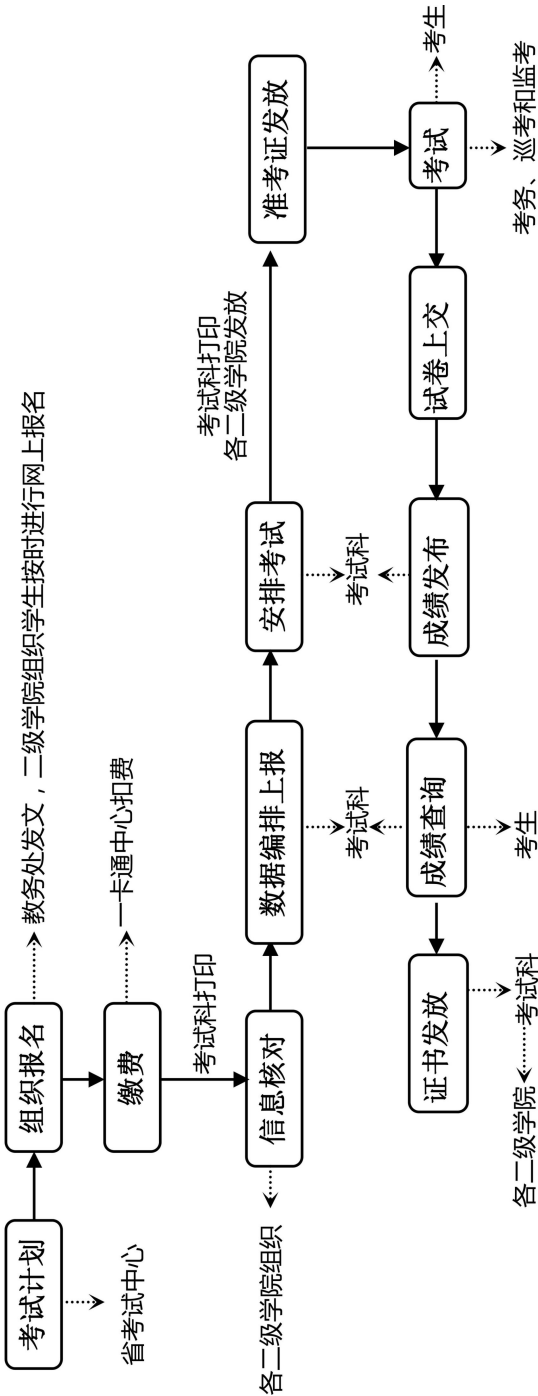 考试计划
省考试中心
组织报名
教务处发文，二级学院组织学生按时进行网上报名
缴费
一卡通中心扣费
考试科打印
信息核对
各二级学院组织
数据编排上报
考试科
安排考试
考试科
考试科打印
各二级学院发放
准考证发放
考试
考生
考务、巡考和监考
试卷上交
成绩发布
成绩查询
考生
证书发放
考试科
各二级学院